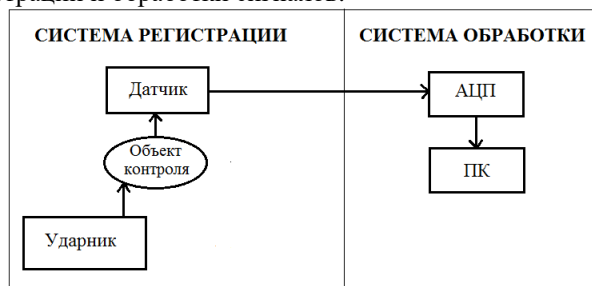 СИСТЕМА РЕГИСТРАЦИИ
СИСТЕМА ОБРАБОТКИ
Датчик
АЦП
Объект
контроля
ПК
Ударник